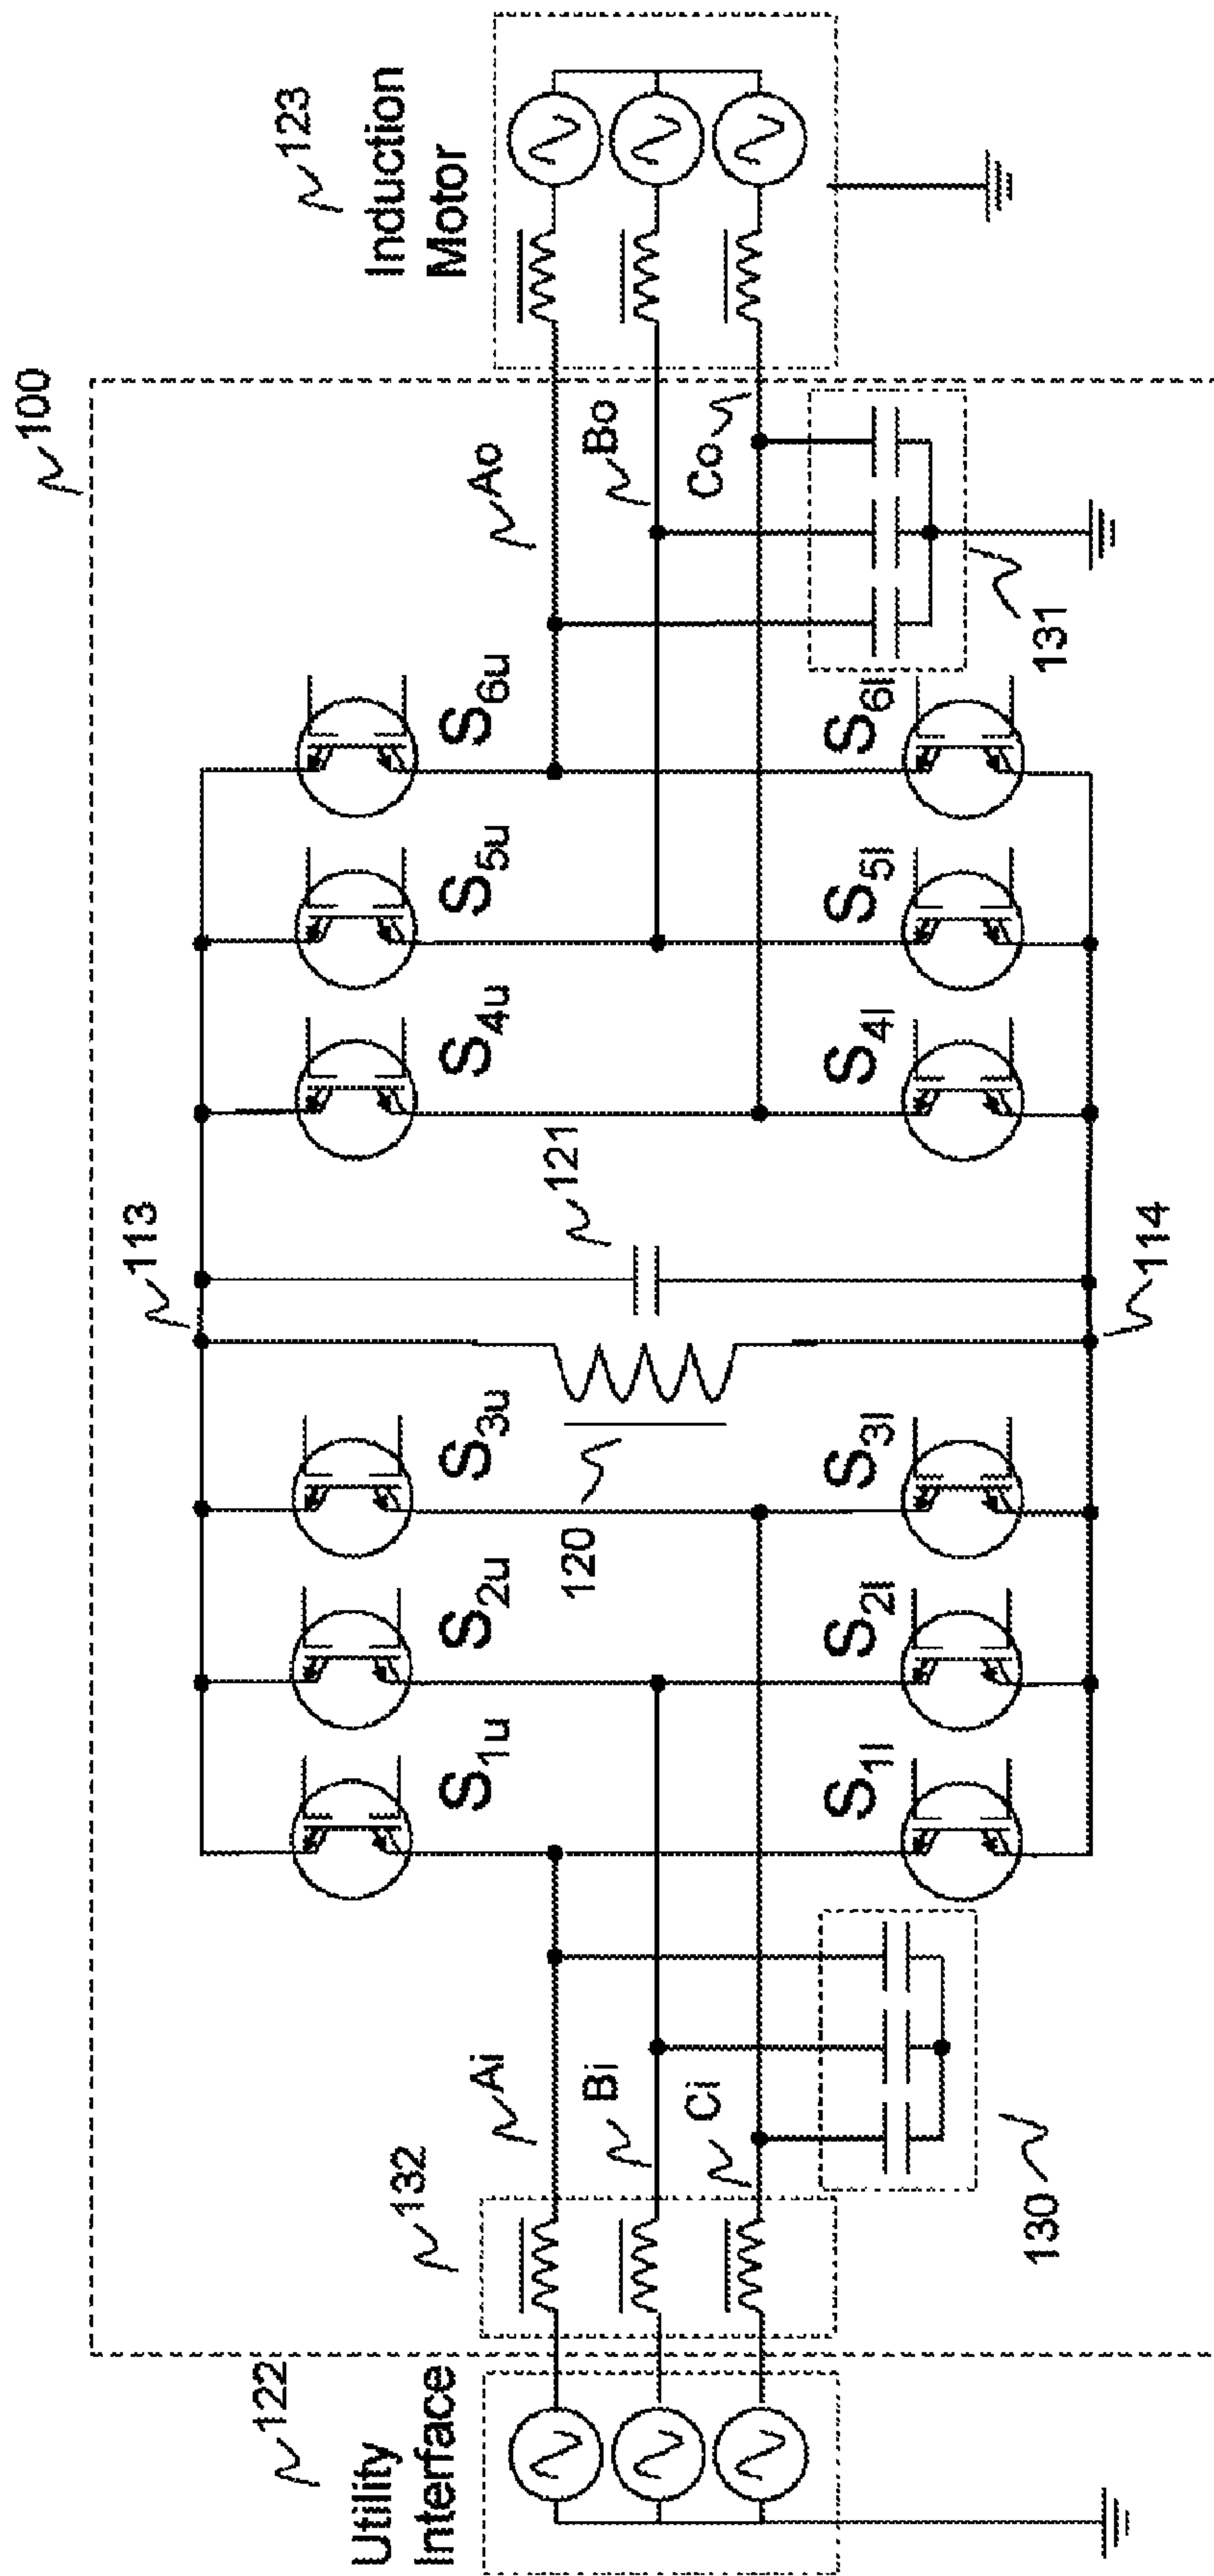 100
122
Utility
Interface
132
Ai
Bi
Ci
130
S1u
S2u
S3u
S1l
S2l
S3l
120
113
121
114
S4u
S5u
S6u
S4l
S5l
S6l
Ao
Bo
Co
131
123
Induction
Motor